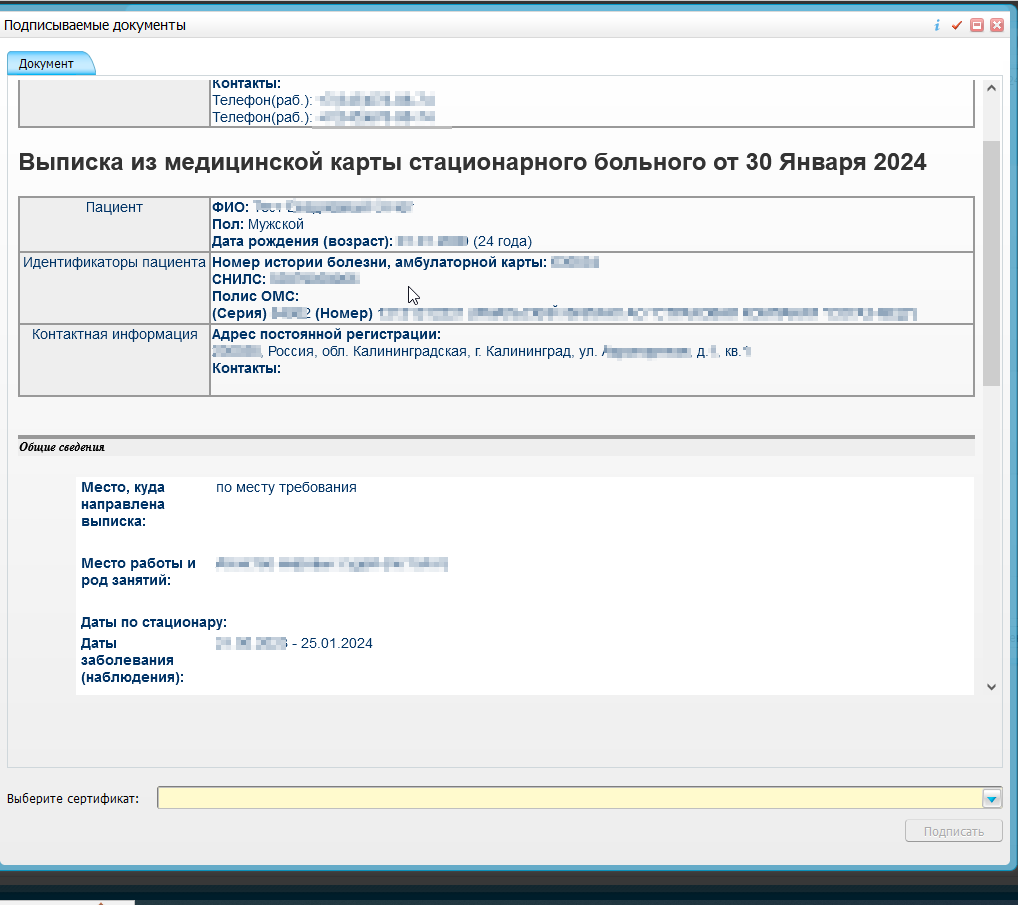 Подписываемые документы
Документ
Контакты:
Телефон(раб.):
Телефон(раб.):
Выписка из медицинской карты стационарного больного от 30 Января 2024
Пациент
ФИО:
Пол: Мужской
Дата рождения (возраст): (24 года)
Идентификаторы пациента
Номер истории болезни, амбулаторной карты:
СНИЛС:
Полис ОМС:
(Серия) (Номер)
Контактная информация
Адрес постоянной регистрации:
, Россия, обл. Калининградская, г. Калининград, ул. , д. , кв.
Контакты:
Общие сведения
Место, куда направлена выписка:
по месту требования
Место работы и род занятий:
Даты по стационару:
Даты заболевания (наблюдения):
- 25.01.2024
Выберите сертификат:
Подписать